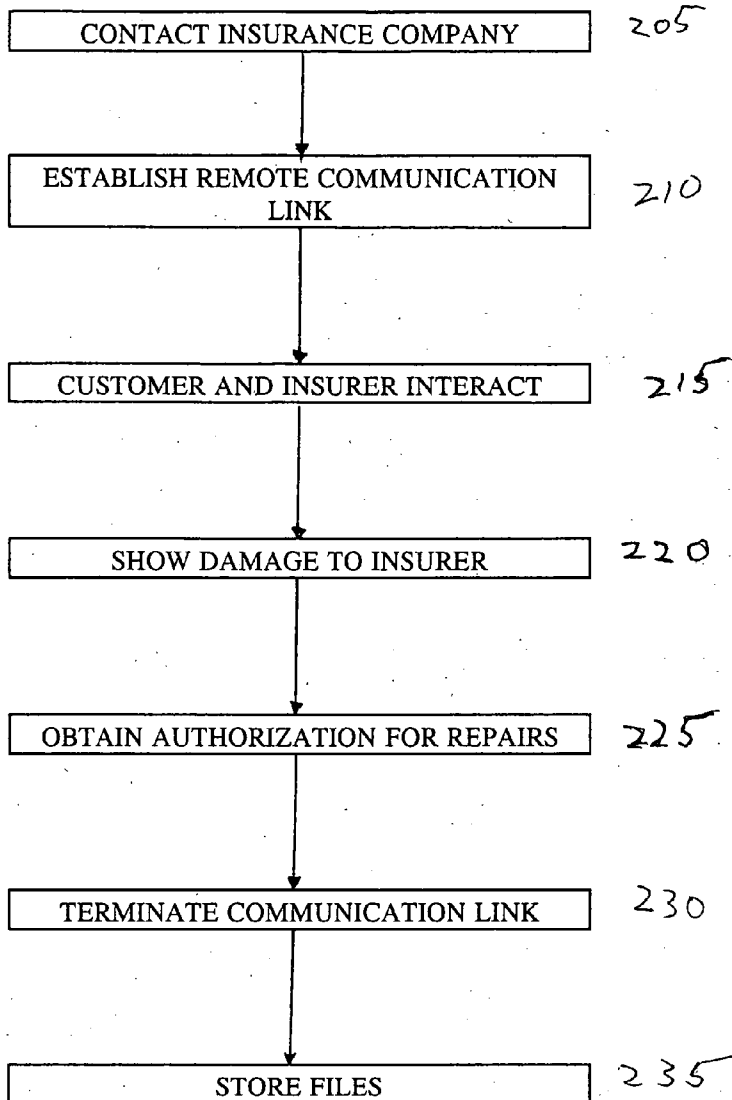 CONTACT INSURANCE COMPANY 205
ESTABLISH REMOTE COMMUNICATION
LINK 210
CUSTOMER AND INSURER INTERACT 215
SHOW DAMAGE TO INSURER 220
OBTAIN AUTHORIZATION FOR REPAIRS 225
TERMINATE COMMUNICATION LINK 230
STORE FILES 235